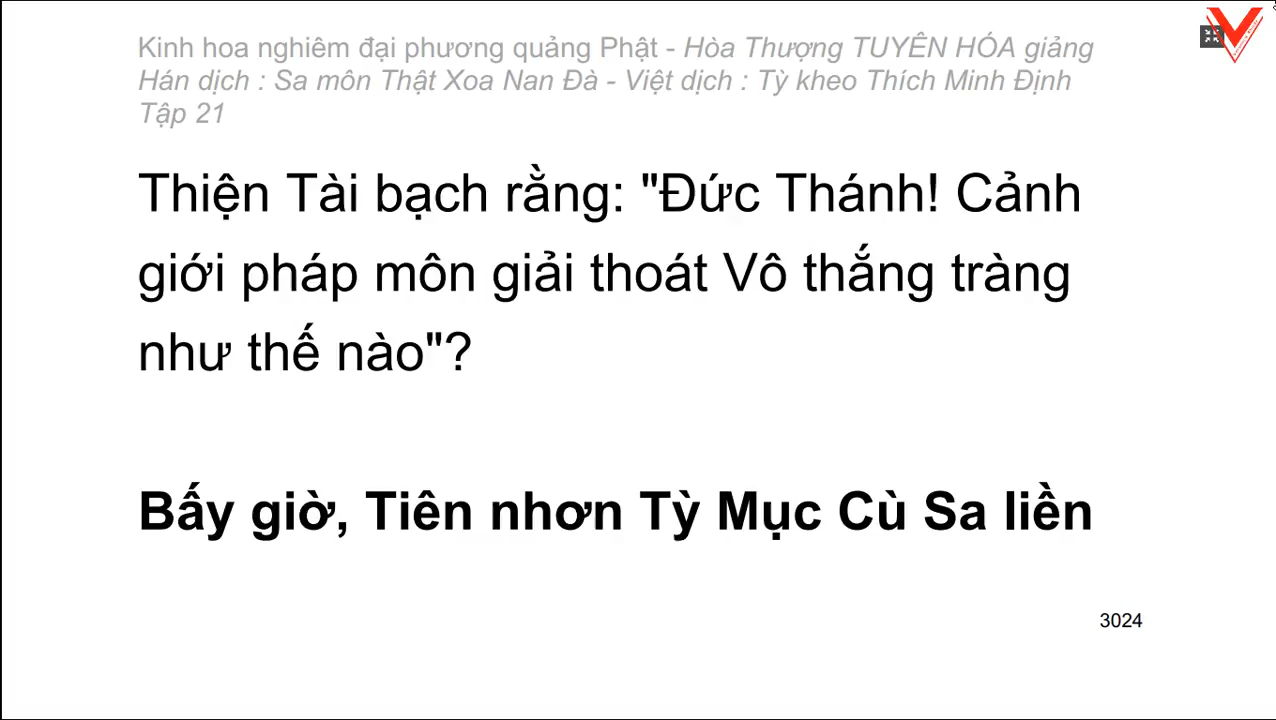 Kinh hoa nghiêm đại phương quảng Phật - Hòa Thượng TUYÊN HÓA giảng
Hán dịch : Sa môn Thật Xoa Nan Đà - Việt dịch : Tỳ kheo Thích Minh Định
Tập 21
Thiện Tài bạch rằng: "Đức Thánh! Cảnh
giới pháp môn giải thoát Vô thắng tràng
như thế nào"?
Bấy giờ, Tiên nhơn Tỳ Mục Cù Sa liền
3024